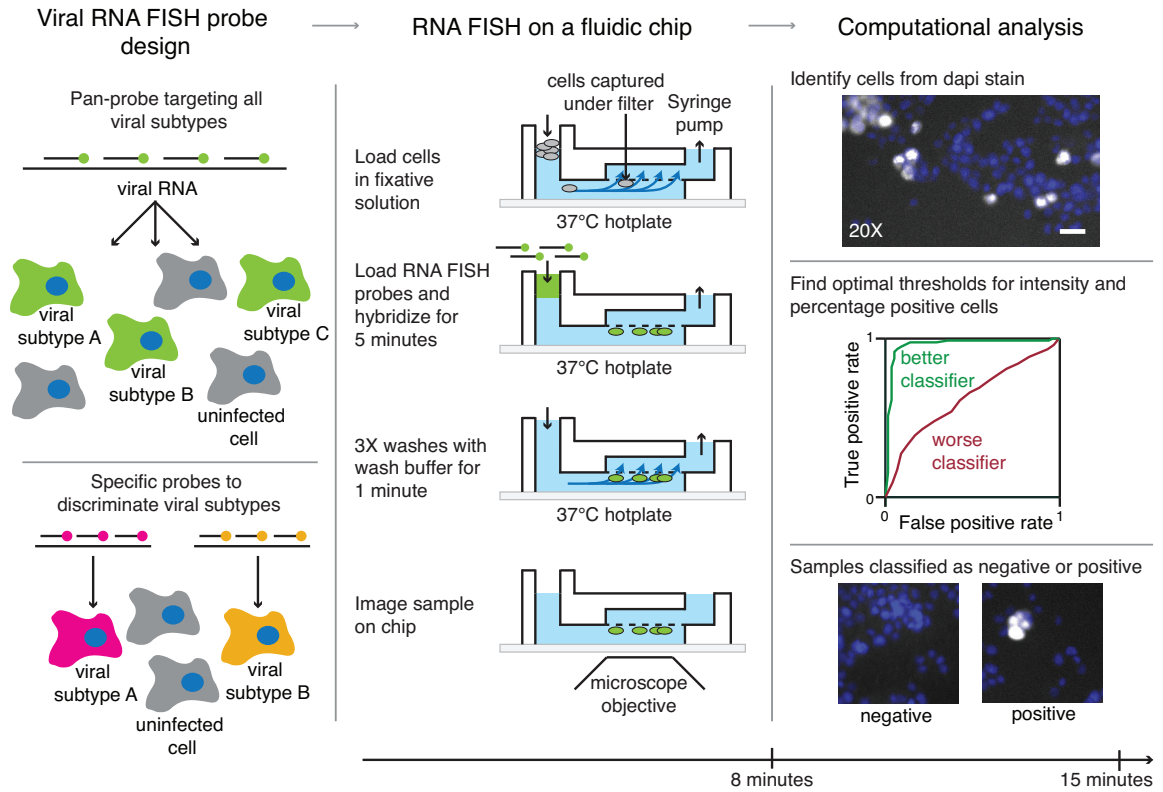 Viral RNA FISH probe
design
RNA FISH on a fluidic chip
Computational analysis
Pan-probe targeting all
viral subtypes
viral RNA
viral
subtype A
viral
subtype B
viral
subtype C
uninfected
cell
Specific probes to
discriminate viral subtypes
viral
subtype A
viral
subtype B
uninfected
cell
cells captured
under filter
Syringe
pump
Load cells
in fixative
solution
37°C hotplate
Load RNA FISH
probes and
hybridize for
5 minutes
37°C hotplate
3X washes with
wash buffer for
1 minute
37°C hotplate
Image sample
on chip
microscope
objective
Identify cells from dapi stain
20X
Find optimal thresholds for intensity and
percentage positive cells
True positive rate
1
0
better
classifier
worse
classifier
0
1
False positive rate
Samples classified as negative or positive
negative
positive
8 minutes
15 minutes